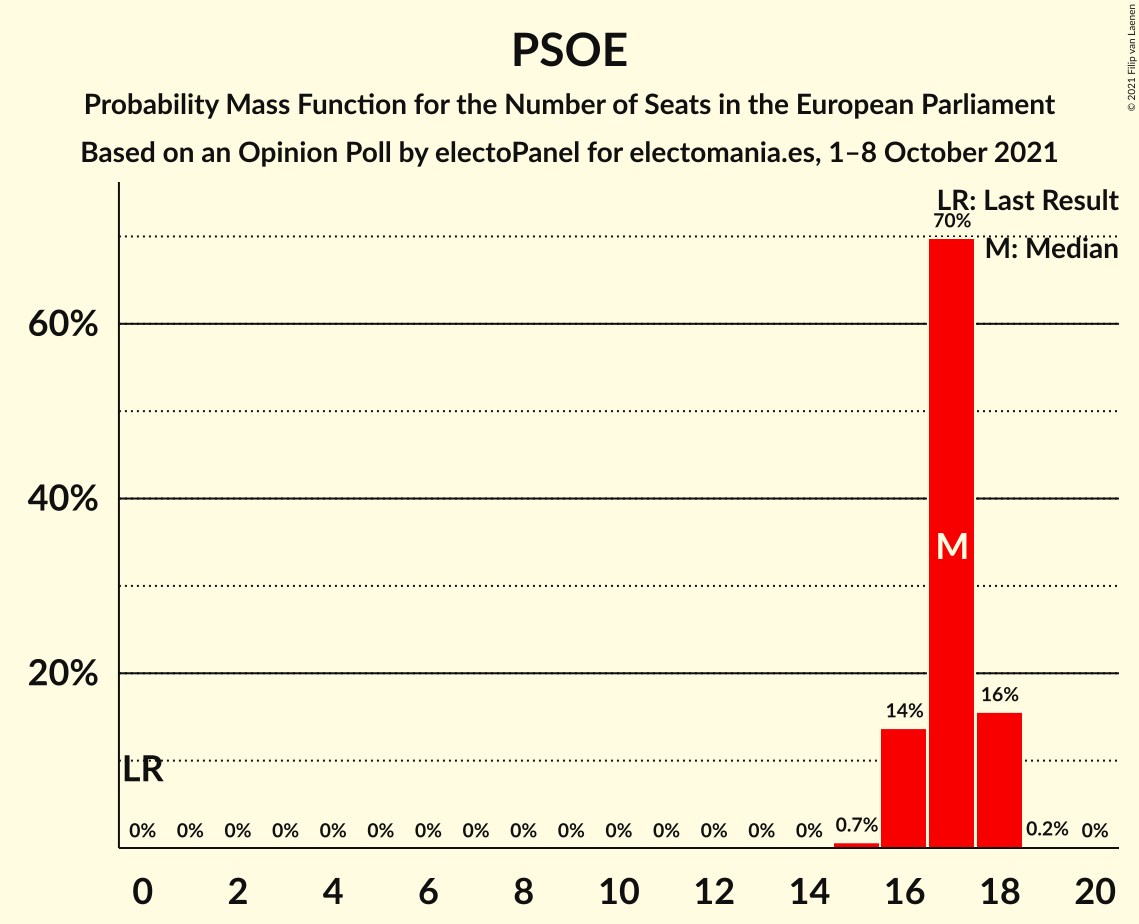 PSOE
Probability Mass Function for the Number of Seats in the European Parliament
Based on an Opinion Poll by electoPanel for electomania.es, 1–8 October 2021
© 2021 Filip van Laenen
LR: Last Result
M: Median
70%
60%
40%
M
20%
16%
14%
LR
0% 0% 0% 0% 0% 0% 0% 0% 0% 0% 0% 0% 0% 0% 0% 0.7% 0.2% 0%
0 2 4 6 8 10 12 14 16 18 20